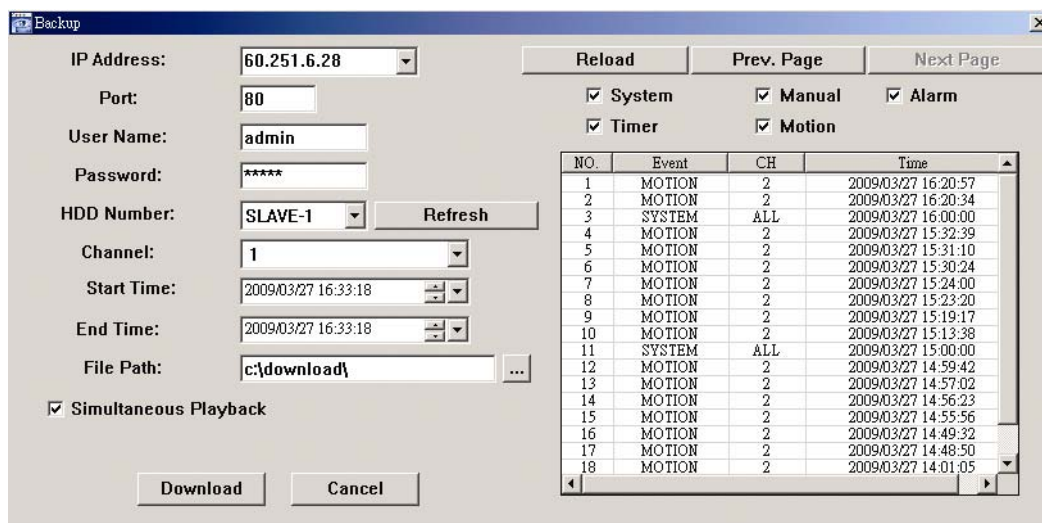 Backup
IP Address:
60.251.6.28
Port:
80
User Name:
admin
Password:
*****
HDD Number:
SLAVE-1
Refresh
Channel:
1
Start Time:
2009/03/27 16:33:18
End Time:
2009/03/27 16:33:18
File Path:
c:\download\
...
Simultaneous Playback
Download
Cancel
Reload
Prev. Page
Next Page
System
Manual
Alarm
Timer
Motion
NO. Event CH Time
1 MOTION 2 2009/03/27 16:20:57
2 MOTION 2 2009/03/27 16:20:34
3 SYSTEM ALL 2009/03/27 16:00:00
4 MOTION 2 2009/03/27 15:32:39
5 MOTION 2 2009/03/27 15:31:10
6 MOTION 2 2009/03/27 15:30:24
7 MOTION 2 2009/03/27 15:24:00
8 MOTION 2 2009/03/27 15:23:20
9 MOTION 2 2009/03/27 15:19:17
10 MOTION 2 2009/03/27 15:13:38
11 SYSTEM ALL 2009/03/27 15:00:00
12 MOTION 2 2009/03/27 14:59:42
13 MOTION 2 2009/03/27 14:57:02
14 MOTION 2 2009/03/27 14:56:23
15 MOTION 2 2009/03/27 14:55:56
16 MOTION 2 2009/03/27 14:49:32
17 MOTION 2 2009/03/27 14:48:50
18 MOTION 2 2009/03/27 14:01:05